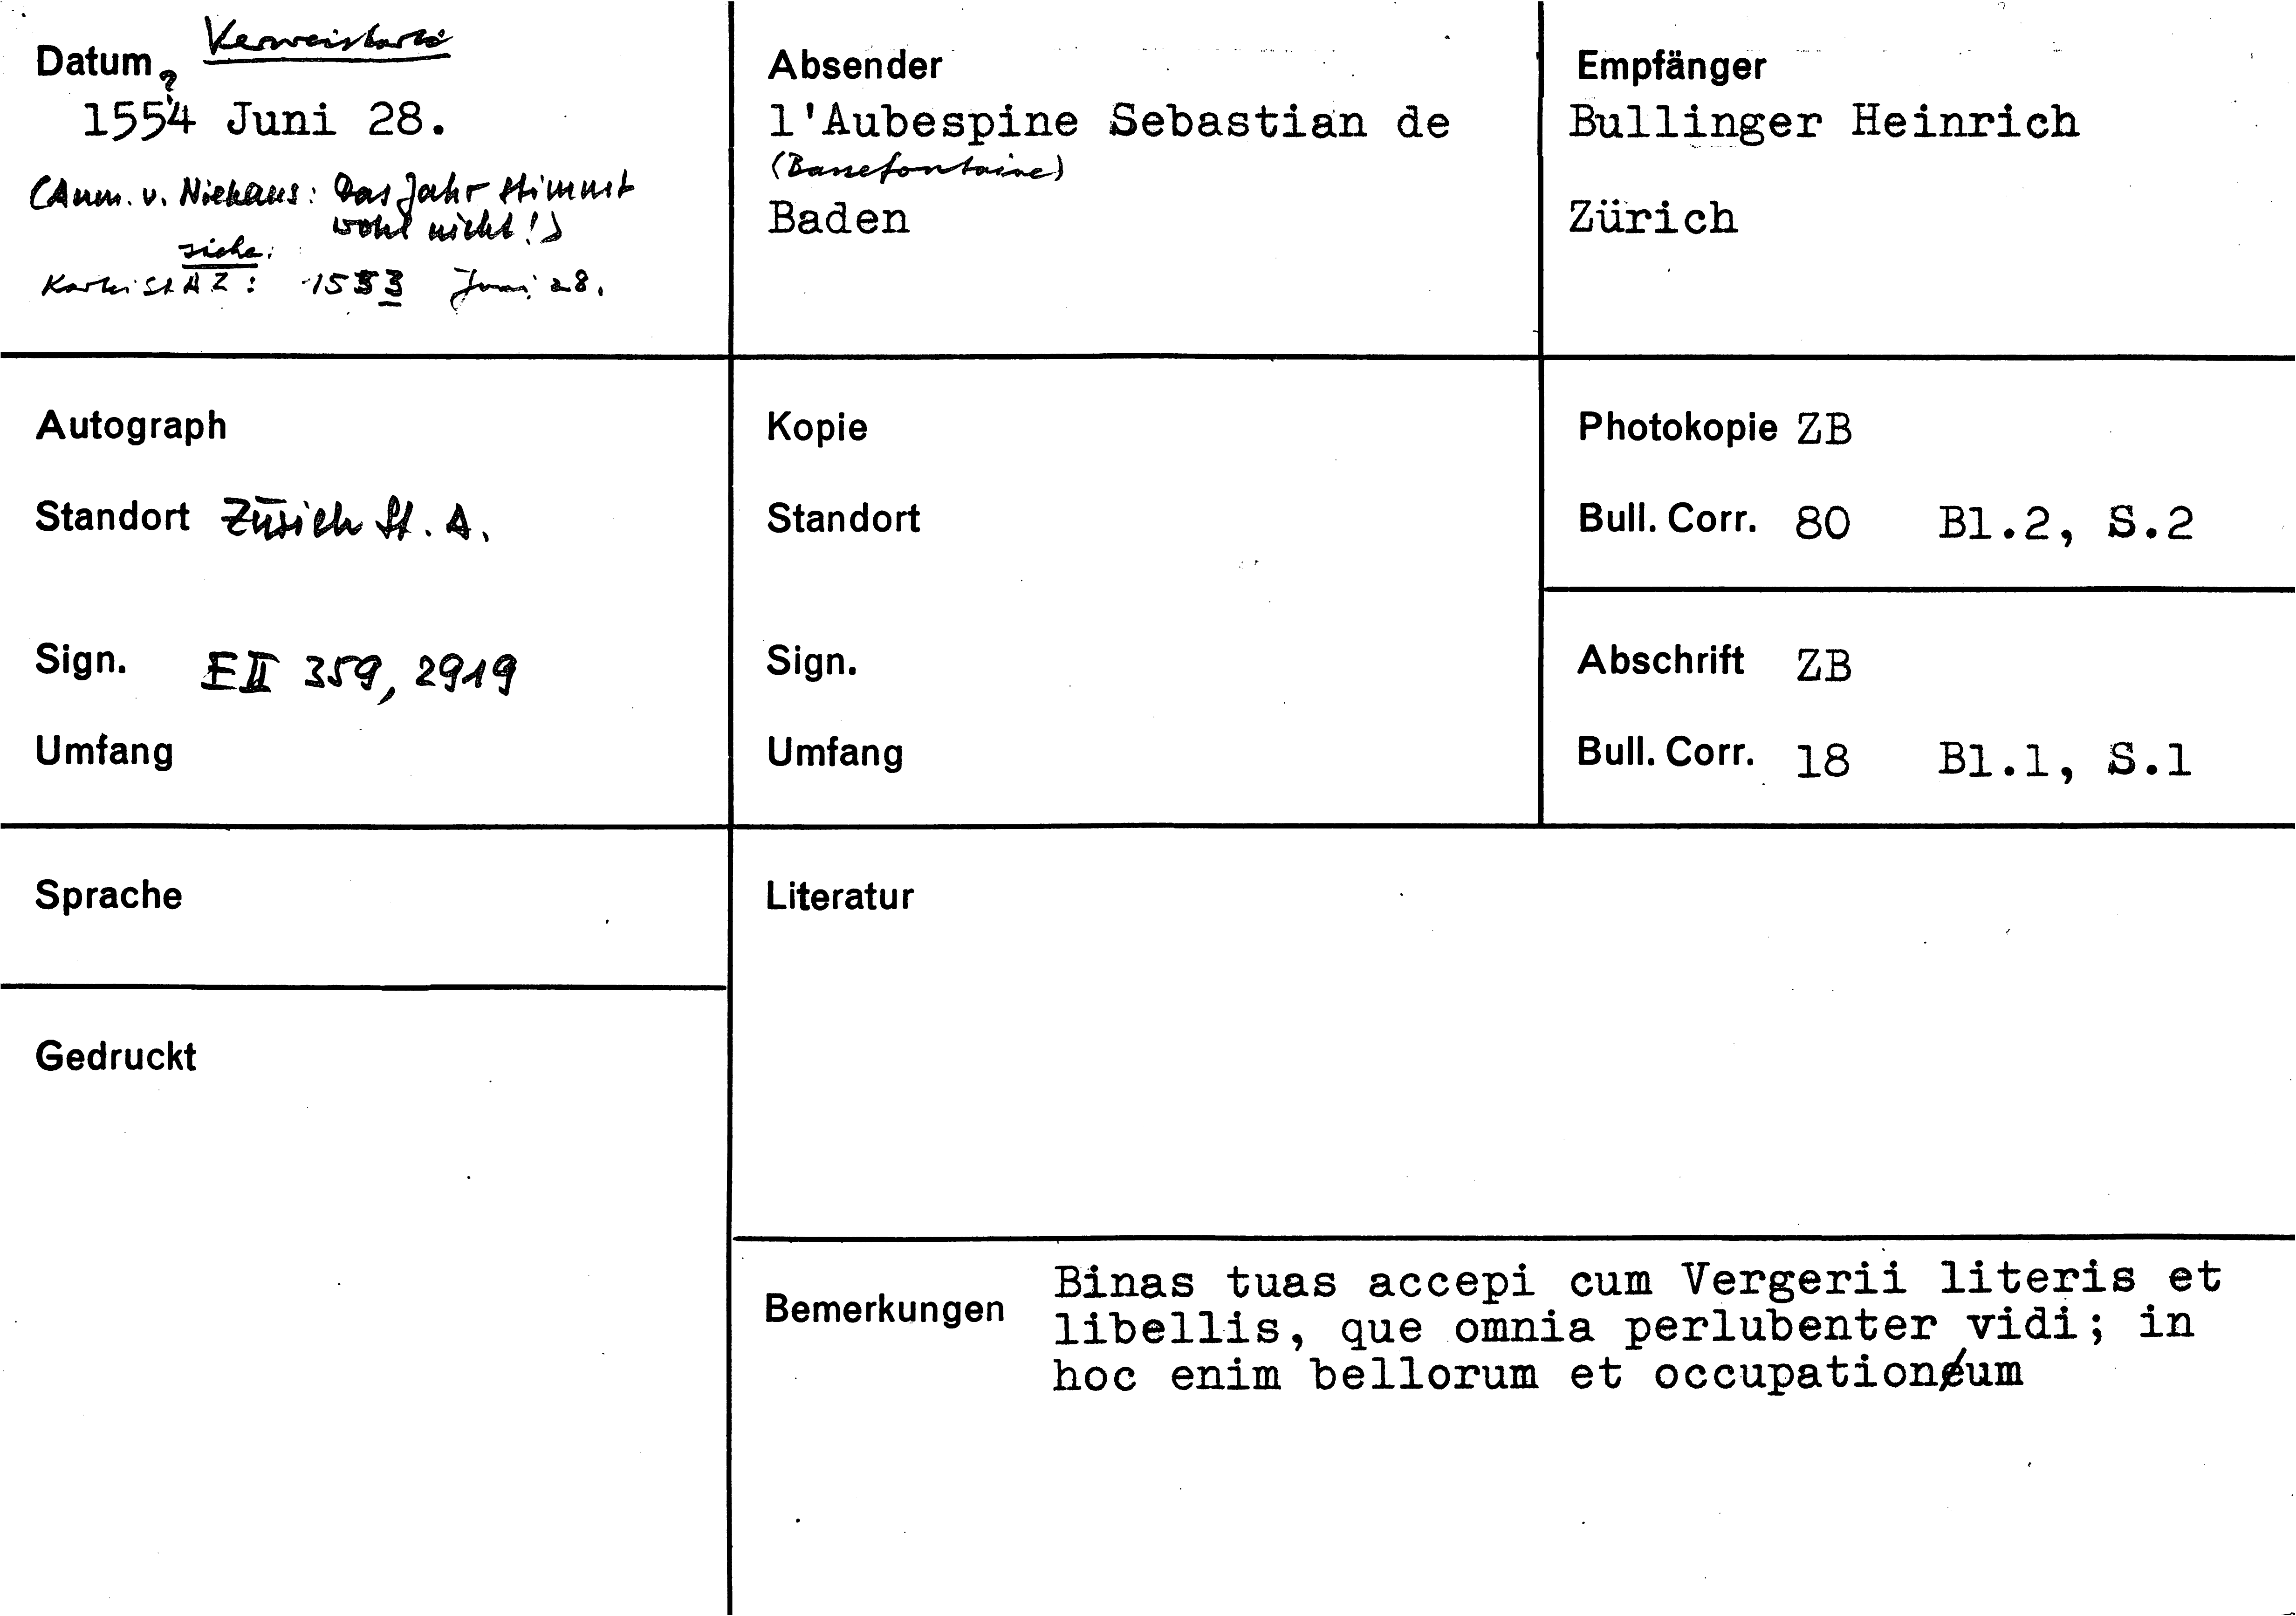 Verweiskarte
Datum
?
1554 Juni 28.
(Anm. v. Niehaus: Das Jahr stimmt
wohl nicht!)
siehe:
Kartei StAZ: 1553 Juni 28.
Absender
l'Aubespine Sebastian de
(Bassefontaine)
Baden
Empfänger
Bullinger Heinrich
Zürich
Autograph
Standort Zürich St. A.
Sign. E II 359, 2919
Umfang
Kopie
Standort
Sign.
Umfang
Photokopie ZB
Bull. Corr. 80 Bl.2, S.2
Abschrift ZB
Bull. Corr. 18 Bl.1, S.1
Sprache
Gedruckt
Literatur
Bemerkungen
Binas tuas accepi cum Vergerii literis et
libellis, que omnia perlubenter vidi; in
hoc enim bellorum et occupationum